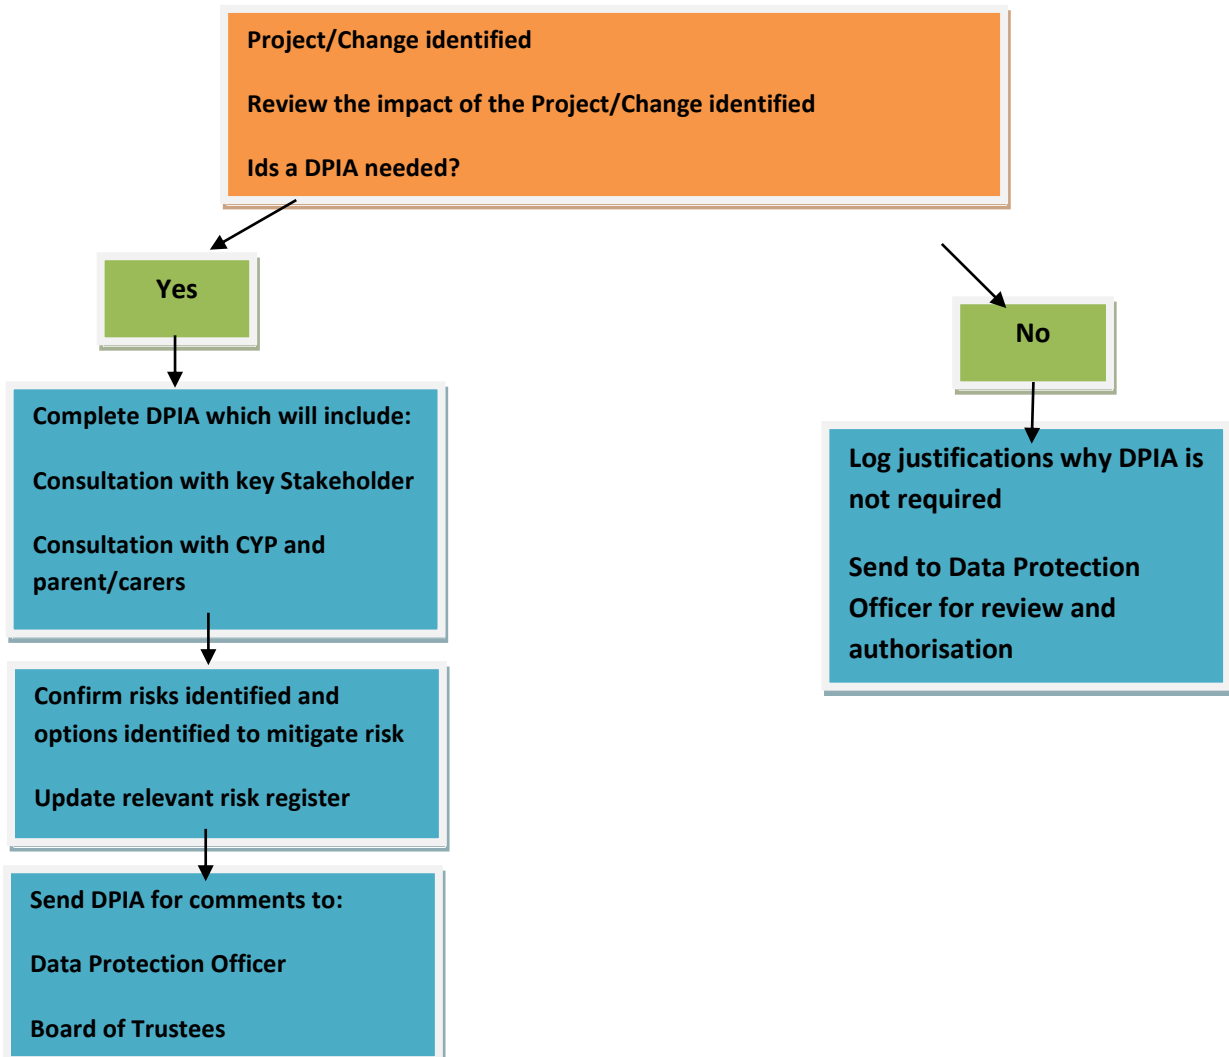 Project/Change identified
Review the impact of the Project/Change identified
Ids a DPIA needed?
Yes
No
Complete DPIA which will include:
Consultation with key Stakeholder
Consultation with CYP and
parent/carers
Log justifications why DPIA is
not required
Send to Data Protection
Officer for review and
authorisation
Confirm risks identified and
options identified to mitigate risk
Update relevant risk register
Send DPIA for comments to:
Data Protection Officer
Board of Trustees